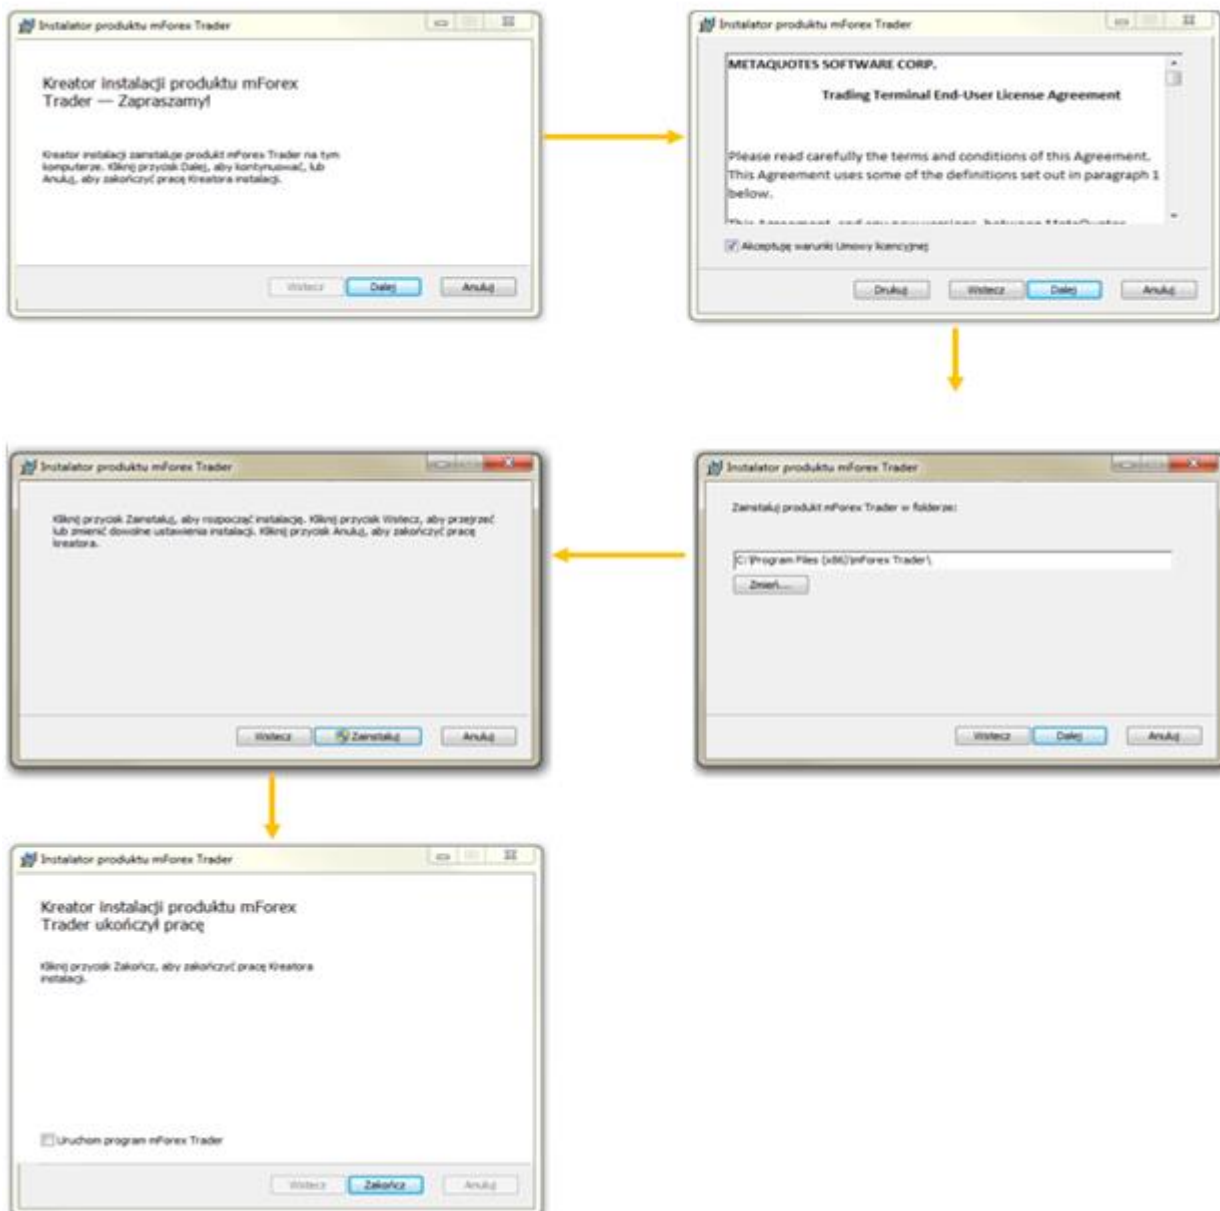 Instalator produktu mForex Trader
Kreator instalacji produktu mForex
Trader — Zapraszamy!
Kreator instalacji zainstaluje produkt mForex Trader na tym
komputerze. Kliknij przycisk Dalej, aby kontynuować, lub
Anuluj, aby zakończyć pracę Kreatora instalacji.
Wstecz Dalej Anuluj
Instalator produktu mForex Trader
METAQUOTES SOFTWARE CORP.
Trading Terminal End-User License Agreement
Please read carefully the terms and conditions of this Agreement.
This Agreement uses some of the definitions set out in paragraph 1
below.
This Agreement, and any new versions, between MetaQuotes
Akceptuję warunki Umowy licencyjnej
Drukuj Wstecz Dalej Anuluj
Instalator produktu mForex Trader
Zainstaluj produkt mForex Trader w folderze:
C:\Program Files (x86)\mForex Trader\
Zmień...
Wstecz Dalej Anuluj
Instalator produktu mForex Trader
Kliknij przycisk Zainstaluj, aby rozpocząć instalację. Kliknij przycisk Wstecz, aby przejrzeć
lub zmienić dowolne ustawienia instalacji. Kliknij przycisk Anuluj, aby zakończyć pracę
kreatora.
Wstecz Zainstaluj Anuluj
Instalator produktu mForex Trader
Kreator instalacji produktu mForex
Trader ukończył pracę
Kliknij przycisk Zakończ, aby zakończyć pracę Kreatora
instalacji.
Uruchom program mForex Trader
Wstecz Zakończ Anuluj